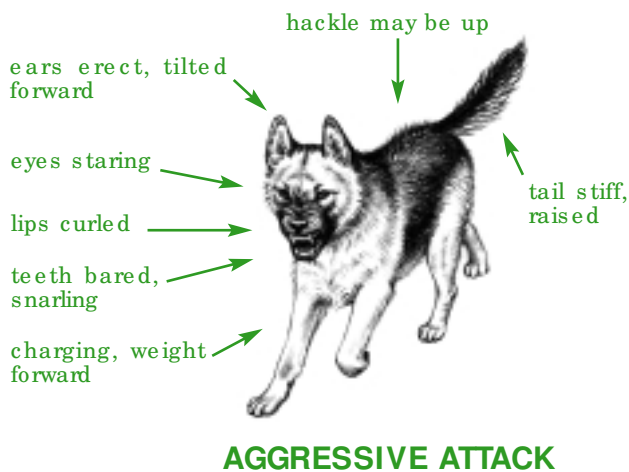 hackle may be up
ears erect, tilted
forward
eyes staring
tail stiff,
raised
lips curled
teeth bared,
snarling
charging, weight
forward
AGGRESSIVE ATTACK